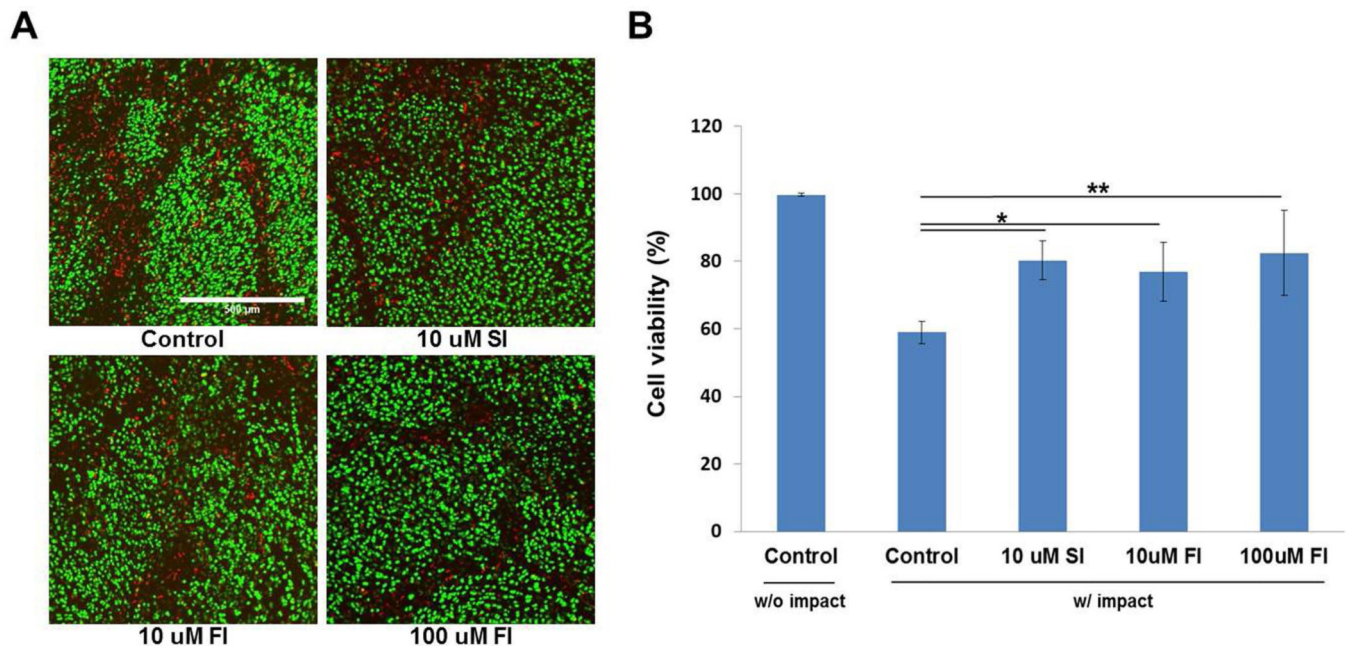 A
500 µm
Control
10 uM SI
10 uM FI
100 uM FI
B
Cell viability (%)
120
100
80
60
40
20
0
**
*
Control
Control
10 uM SI
10uM FI
100uM FI
w/o impact
w/ impact